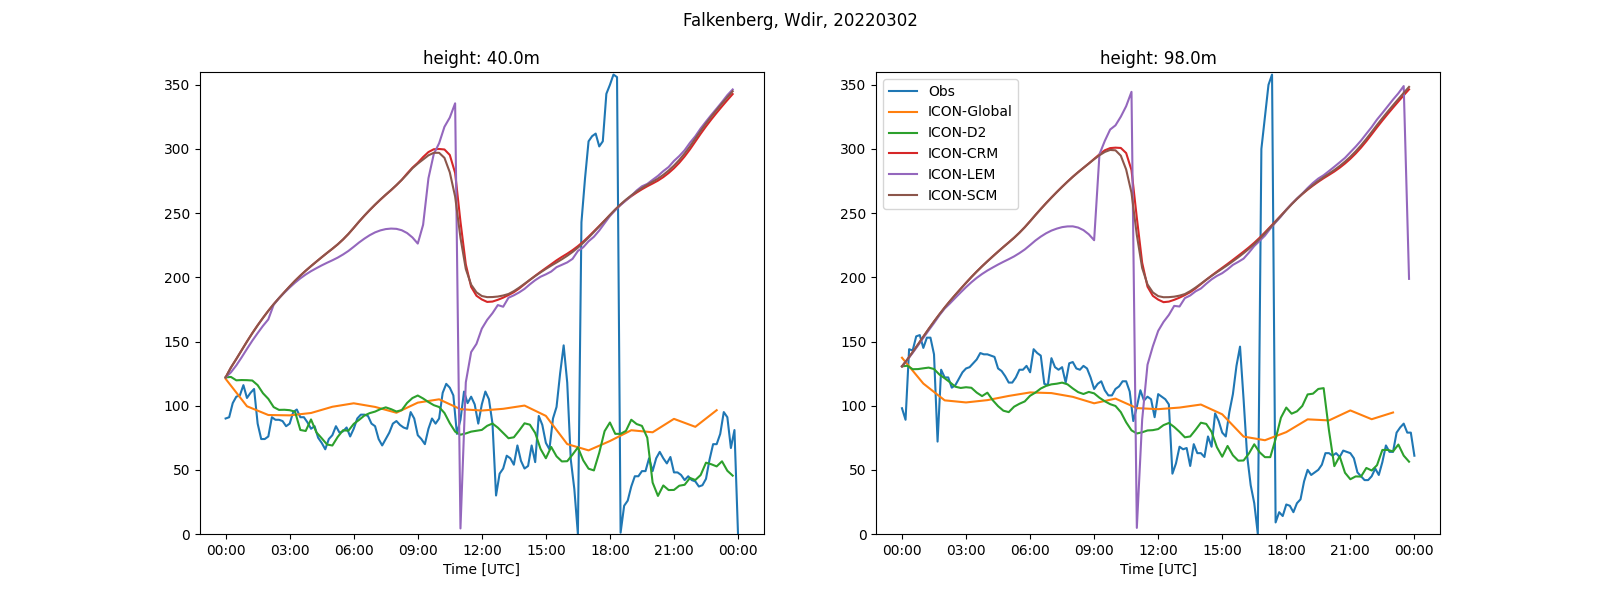 Falkenberg, Wdir, 20220302
height: 40.0m
350
300
250
200
150
100
50
0
00:00 03:00 06:00 09:00 12:00 15:00 18:00 21:00 00:00
Time [UTC]
height: 98.0m
Obs
ICON-Global
ICON-D2
ICON-CRM
ICON-LEM
ICON-SCM
350
300
250
200
150
100
50
0
00:00 03:00 06:00 09:00 12:00 15:00 18:00 21:00 00:00
Time [UTC]